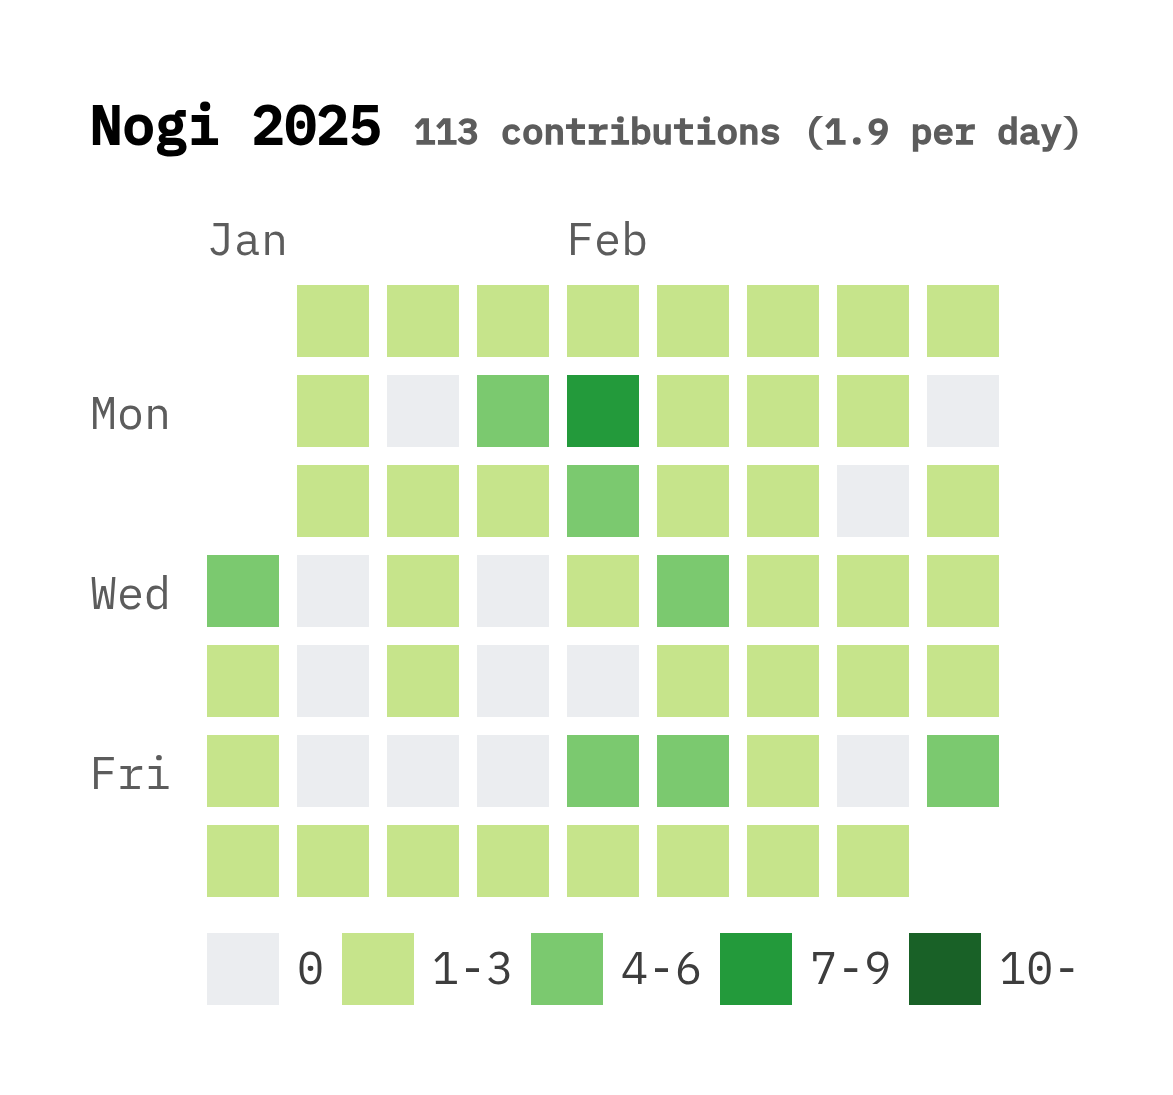 Nogi 2025 113 contributions (1.9 per day)
Jan Feb
Mon
Wed
Fri
0 1-3 4-6 7-9 10-